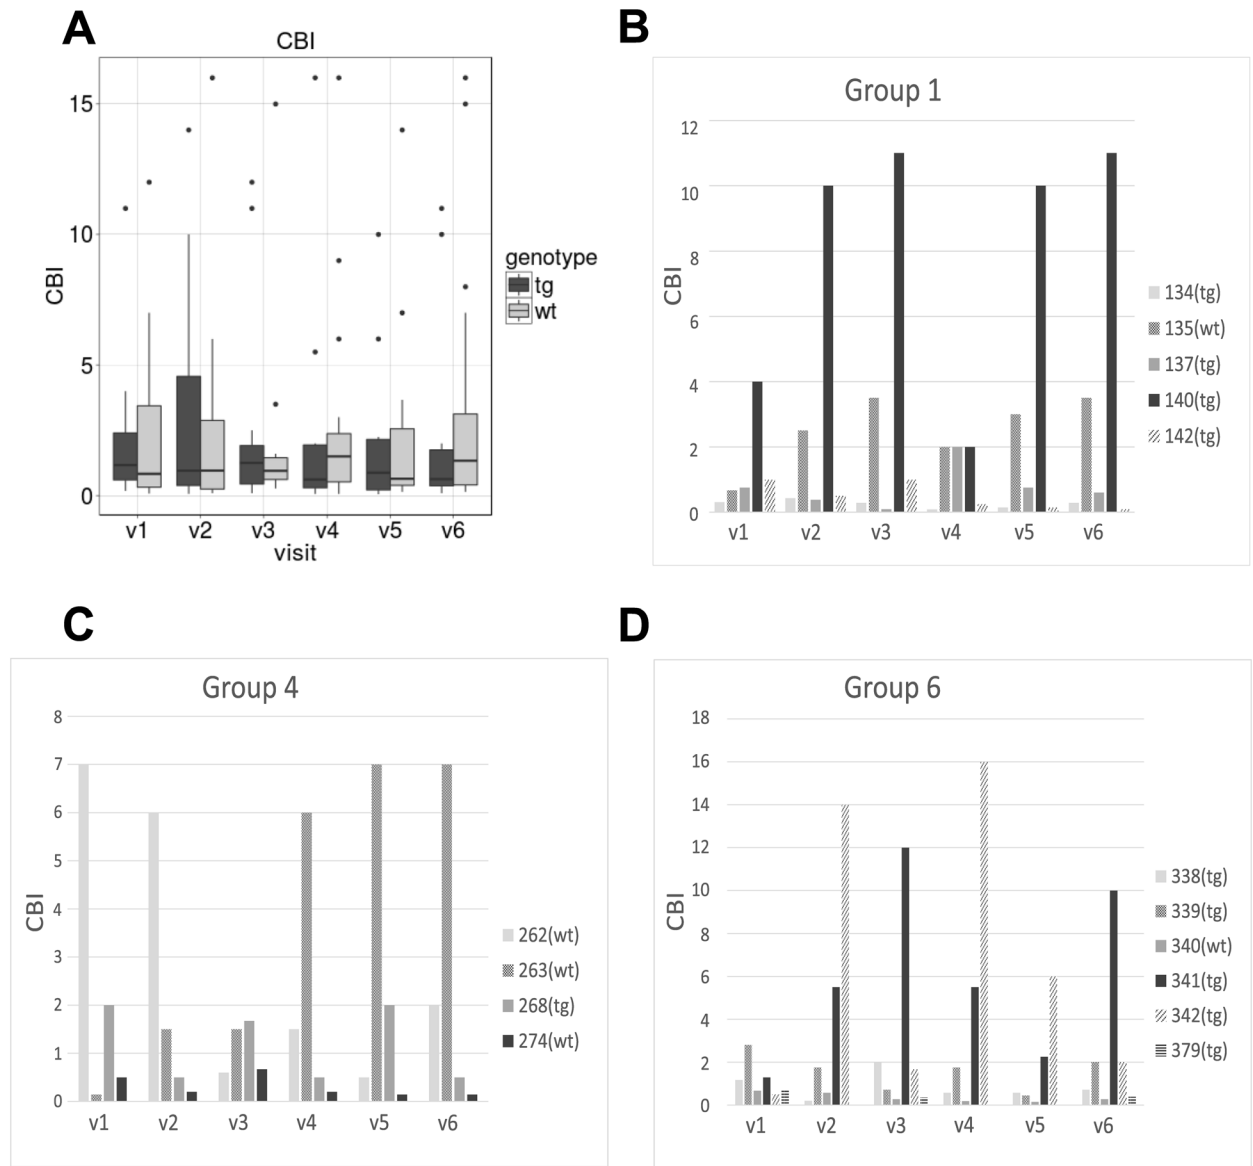 A
CBI
15
10
5
0
CBI
v1 v2 v3 v4 v5 v6
visit
genotype
tg
wt
B
Group 1
12
10
8
6
4
2
0
CBI
v1 v2 v3 v4 v5 v6
134(tg)
135(wt)
137(tg)
140(tg)
142(tg)
C
Group 4
8
7
6
5
4
3
2
1
0
CBI
v1 v2 v3 v4 v5 v6
262(wt)
263(wt)
268(tg)
274(wt)
D
Group 6
18
16
14
12
10
8
6
4
2
0
CBI
v1 v2 v3 v4 v5 v6
338(tg)
339(tg)
340(wt)
341(tg)
342(tg)
379(tg)